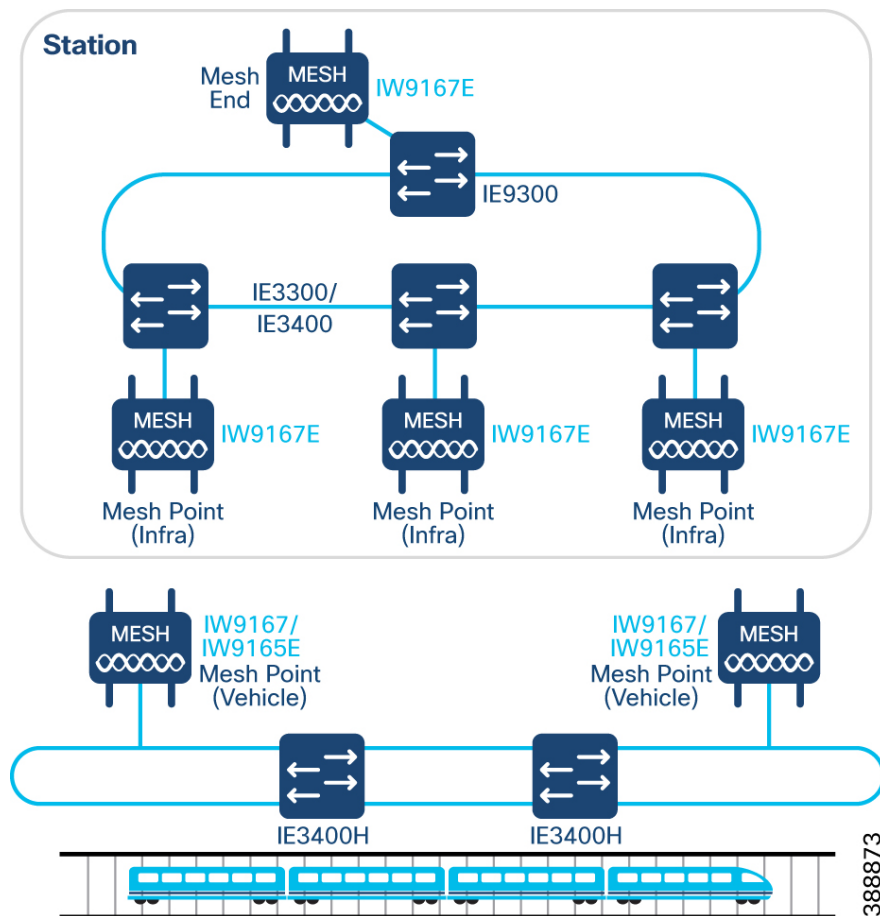 Station
Mesh
End
MESH
IW9167E
IE9300
IE3300/
IE3400
MESH
IW9167E
MESH
IW9167E
MESH
IW9167E
Mesh Point
(Infra)
Mesh Point
(Infra)
Mesh Point
(Infra)
MESH
IW9167/
IW9165E
Mesh Point
(Vehicle)
IW9167/
IW9165E
Mesh Point
(Vehicle)
MESH
IE3400H
IE3400H
388873